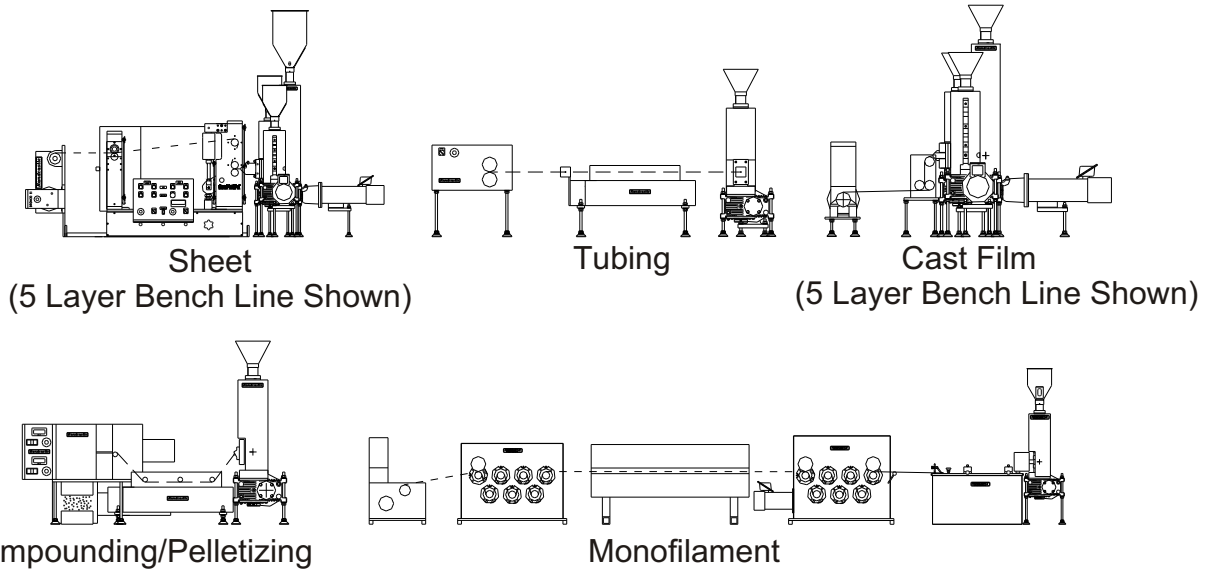 Sheet
(5 Layer Bench Line Shown)
Tubing
Cast Film
(5 Layer Bench Line Shown)
mpounding/Pelletizing
Monofilament